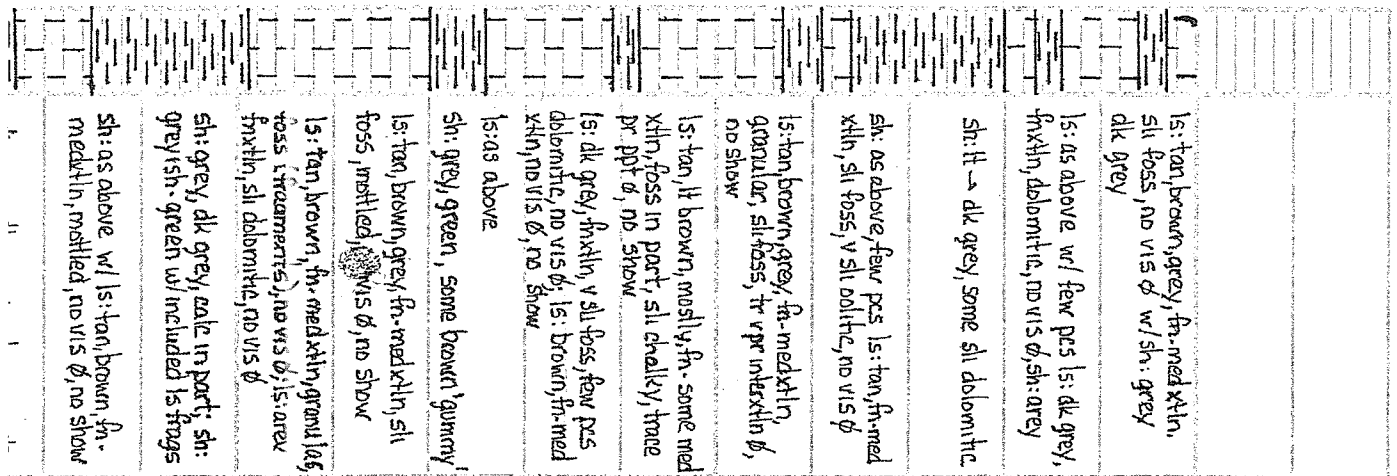 ls: tan, brown, grey, fn-medxtln,
sli foss, no vis ø w/ sh: grey
dk grey
ls: as above w/ few pcs ls: dk grey,
fnxtln, dolomitic, no vis ø, sh: grey
sh: lt → dk grey, some sli dolomitic
sh: as above, few pcs ls: tan, fn-med
xtln, sli foss, v sli oolitic, no vis ø
ls: tan, brown, grey, fn-medxtln,
granular, sli foss, tr vpr interxtln ø,
no show
ls: tan, lt brown, mostly, fn- some med
xtln, foss in part, sli chalky, trace
pr ppt ø, no show
ls: dk grey, fnxtln, v sli foss, few pcs
dolomitic, no vis ø; ls: brown, fn-med
xtln, no vis ø, no show
ls: as above
sh: grey, green, some brown 'gummy'
ls: tan, brown, grey, fn-medxtln, sli
foss, mottled, vis ø, no show
ls: tan, brown, fn-medxtln, granular,
foss (fragments), no vis ø; ls: grey
fnxtln, sli dolomitic, no vis ø
sh: grey, dk grey, calc in part; sh:
greyish-green w/ included ls frags
sh: as above w/ ls: tan, brown, fn-
medxtln, mottled, no vis ø, no show